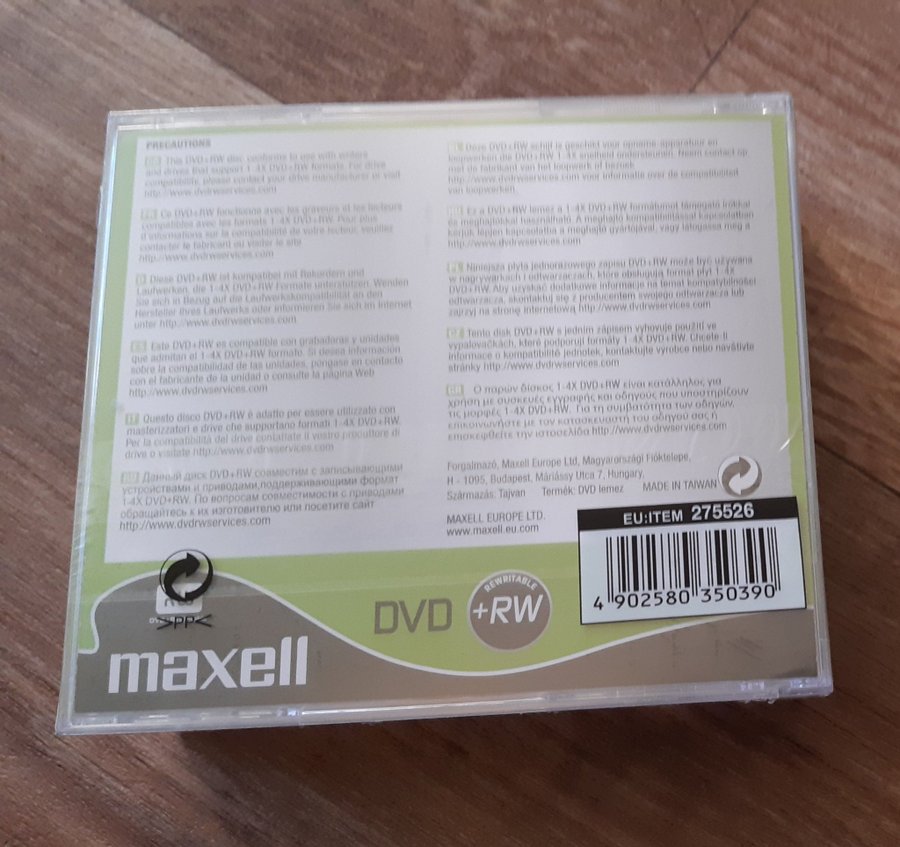 PRECAUTIONS
GB This DVD+RW disc conforms to use with writers
and drives that support 1-4X DVD+RW formats. For drive
compatibility, please contact your drive manufacturer or visit
http://www.dvdrwservices.com
FR Ce DVD+RW fonctionne avec les graveurs et les lecteurs
compatibles avec les formats 1-4X DVD+RW. Pour plus
d'informations sur la compatibilité de votre lecteur, veuillez
contacter le fabricant ou visiter le site
http://www.dvdrwservices.com
D Diese DVD+RW ist kompatibel mit Rekordern und
Laufwerken, die 1-4X DVD+RW Formate unterstützen. Wenden
Sie sich in Bezug auf die Laufwerkskompatibilität an den
Hersteller Ihres Laufwerks oder informieren Sie sich im Internet
unter http://www.dvdrwservices.com
ES Este DVD+RW es compatible con grabadoras y unidades
que admitan el 1-4X DVD+RW formato. Si desea información
sobre la compatibilidad de las unidades, póngase en contacto
con el fabricante de la unidad o consulte la página Web
http://www.dvdrwservices.com
IT Questo disco DVD+RW è adatto per essere utilizzato con
masterizzatori e drive che supportano formati 1-4X DVD+RW.
Per la compatibilità del drive contattate il vostro produttore di
drive o visitate http://www.dvdrwservices.com
Данный диск DVD+RW совместим с записывающими
устройствами и приводами,поддерживающими формат
1-4X DVD+RW. По вопросам совместимости с приводами
обращайтесь к их изготовителю или посетите сайт
http://www.dvdrwservices.com
Deze DVD+RW schijf is geschikt voor opname apparatuur en
loopwerken die DVD+RW 1-4X snelheid ondersteunen. Neem contact op
met de fabrikant van het loopwerk of bezoek
http://www.dvdrwservices.com voor informatie over de compatibiliteit
van loopwerken.
Ez a DVD+RW lemez a 1-4X DVD+RW formátumot támogató írókkal
és meghajtókkal használható. A meghajtó kompatibilitással kapcsolatban
kérjük lépjen kapcsolatba a meghajtó gyártójával, vagy látogassa meg a
http://www.dvdrwservices.com
PL Niniejsza płyta jednorazowego zapisu DVD+RW może być używana
w nagrywarkach i odtwarzaczach, które obsługują format płyt 1-4x
DVD+RW. Aby uzyskać dodatkowe informacje na temat kompatybilności
odtwarzacza, skontaktuj się z producentem swojego odtwarzacza lub
zajrzyj na stronę internetową http://www.dvdrwservices.com
CZ Tento disk DVD+RW s jedním zápisem vyhovuje použití ve
vypalovačkách, které podporují formáty 1-4X DVD+RW. Chcete-li
informace o kompatibilitě jednotek, kontaktujte výrobce nebo navštivte
stránky http://www.dvdrwservices.com
GR Ο παρών δίσκος 1-4X DVD+RW είναι κατάλληλος για
χρήση με συσκευές εγγραφής και οδηγούς που υποστηρίζουν
τις μορφές 1-4X DVD+RW. Για τη συμβατότητα των οδηγών,
επικοινωνήστε με τον κατασκευαστή του οδηγού σας ή
επισκεφθείτε την ιστοσελίδα http://www.dvdrwservices.com
Forgalmazó, Maxell Europe Ltd, Magyarországi Fióktelepe,
H - 1095, Budapest, Máriássy Utca 7, Hungary,
Származás: Tajvan Termék: DVD lemez MADE IN TAIWAN
MAXELL EUROPE LTD.
www.maxell.eu.com
EU:ITEM 275526
4 902580 350390
DVD REWRITABLE +RW
>PP<
maxell